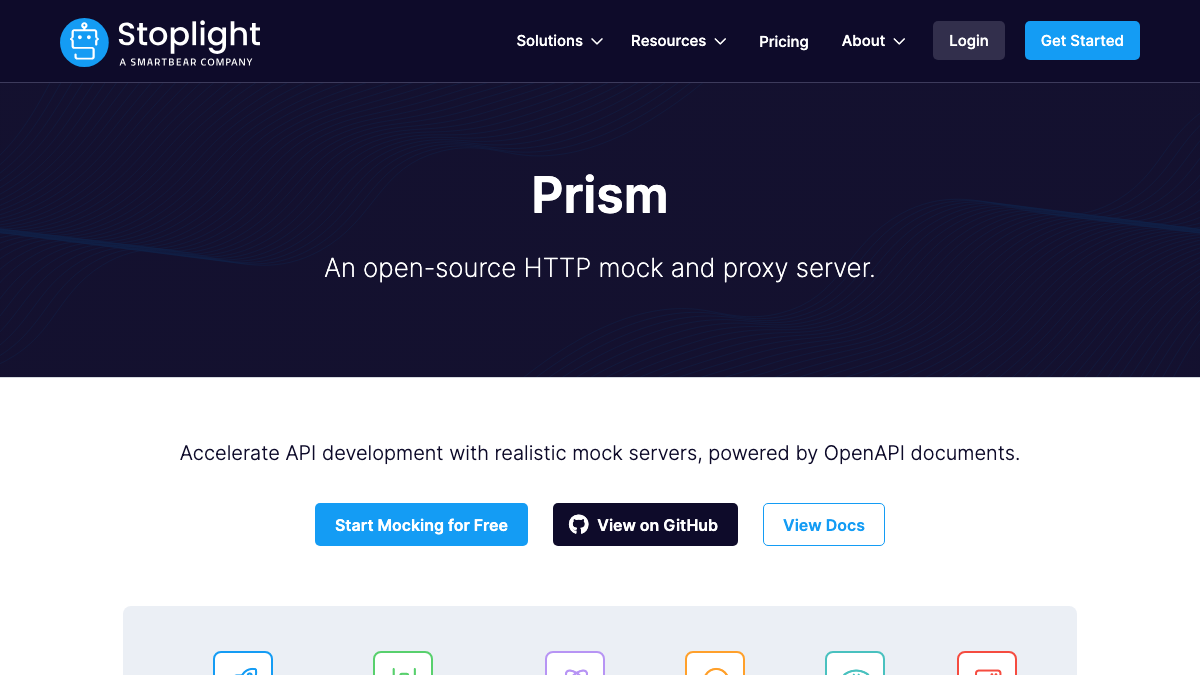 Stoplight
A SMARTBEAR COMPANY
Solutions
Resources
Pricing
About
Login
Get Started
Prism
An open-source HTTP mock and proxy server.
Accelerate API development with realistic mock servers, powered by OpenAPI documents.
Start Mocking for Free
View on GitHub
View Docs